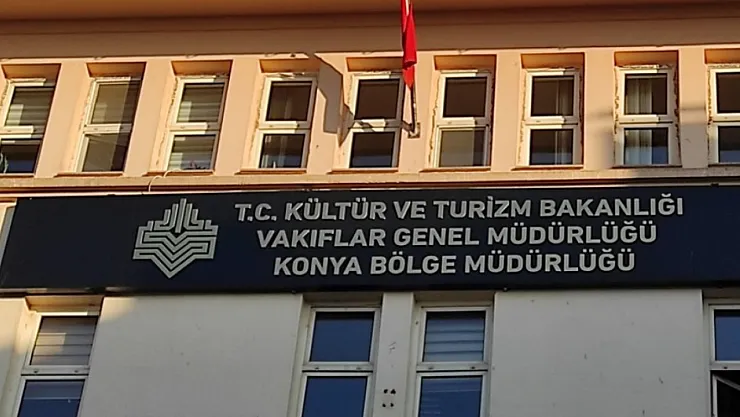 T.C. KÜLTÜR VE TURİZM BAKANLIĞI
VAKIFLAR GENEL MÜDÜRLÜĞÜ
KONYA BÖLGE MÜDÜRLÜĞÜ